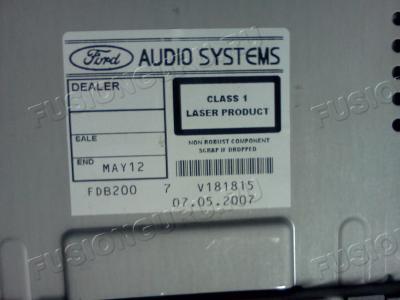 Ford AUDIO SYSTEMS
DEALER
CLASS 1
LASER PRODUCT
SALE
NON ROBUST COMPONENT
SCRAP IF DROPPED
END MAY12
FDB200 7 V181815
07.05.2007